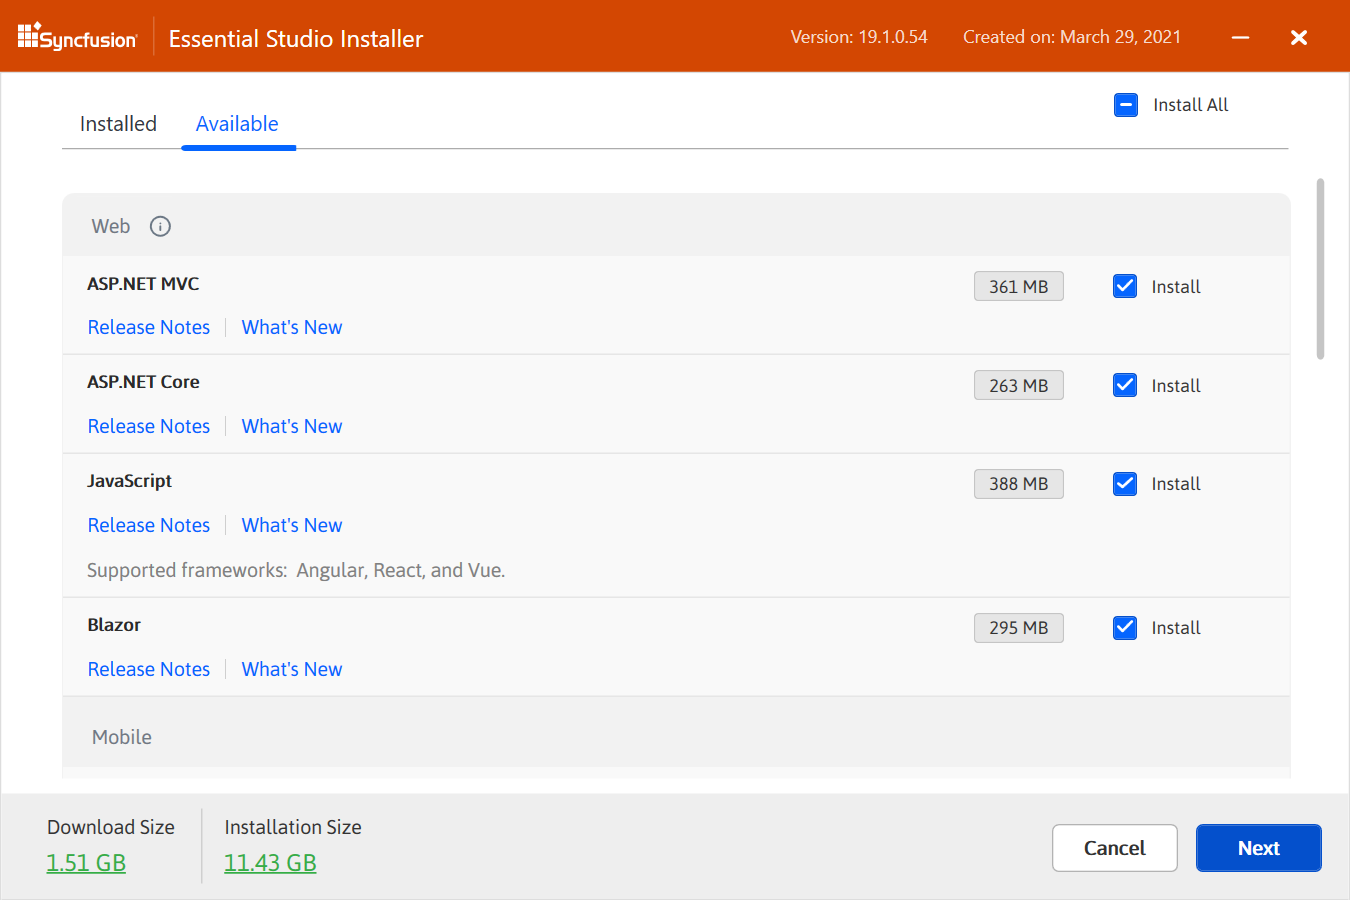 Syncfusion Essential Studio Installer Version: 19.1.0.54 Created on: March 29, 2021
Installed Available Install All
Web
ASP.NET MVC 361 MB Install
Release Notes What's New
ASP.NET Core 263 MB Install
Release Notes What's New
JavaScript 388 MB Install
Release Notes What's New
Supported frameworks: Angular, React, and Vue.
Blazor 295 MB Install
Release Notes What's New
Mobile
Download Size Installation Size
1.51 GB 11.43 GB
Cancel Next